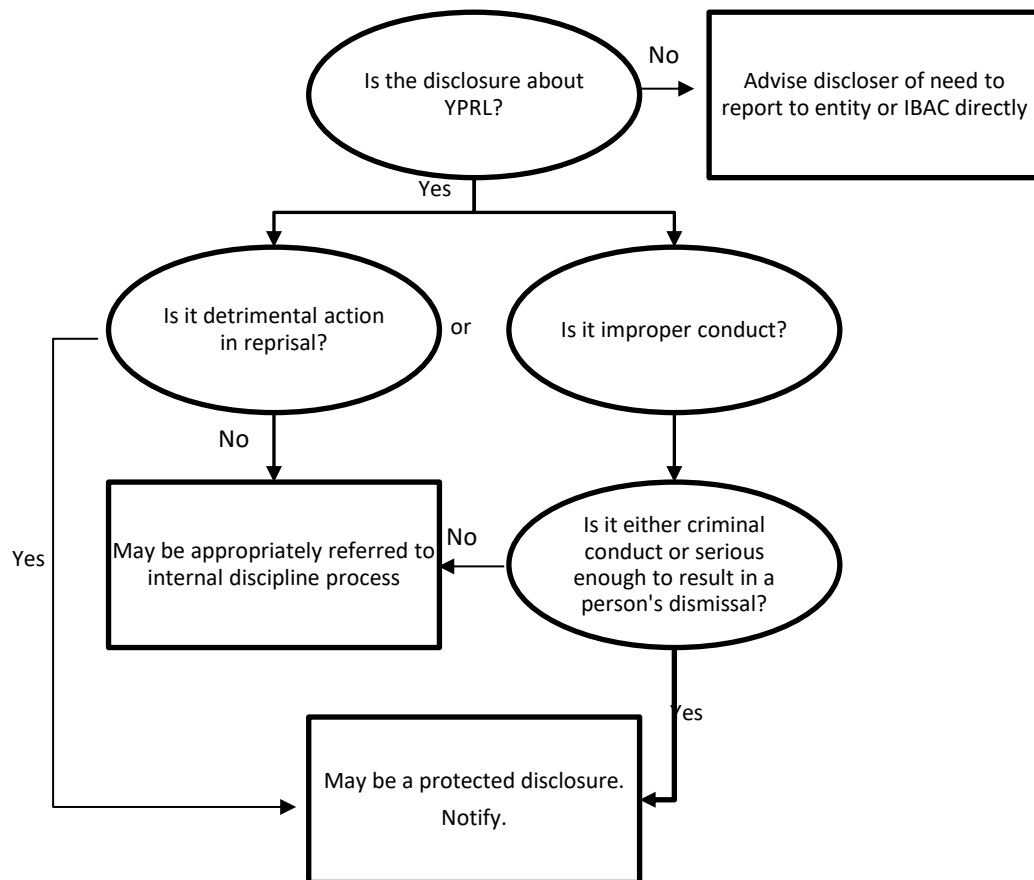 Is the disclosure about
YPRL?
No
Advise discloser of need to
report to entity or IBAC directly
Yes
Is it detrimental action
in reprisal?
or
Is it improper conduct?
No
May be appropriately referred to
internal discipline process
No
Is it either criminal
conduct or serious
enough to result in a
person's dismissal?
Yes
Yes
May be a protected disclosure.
Notify.